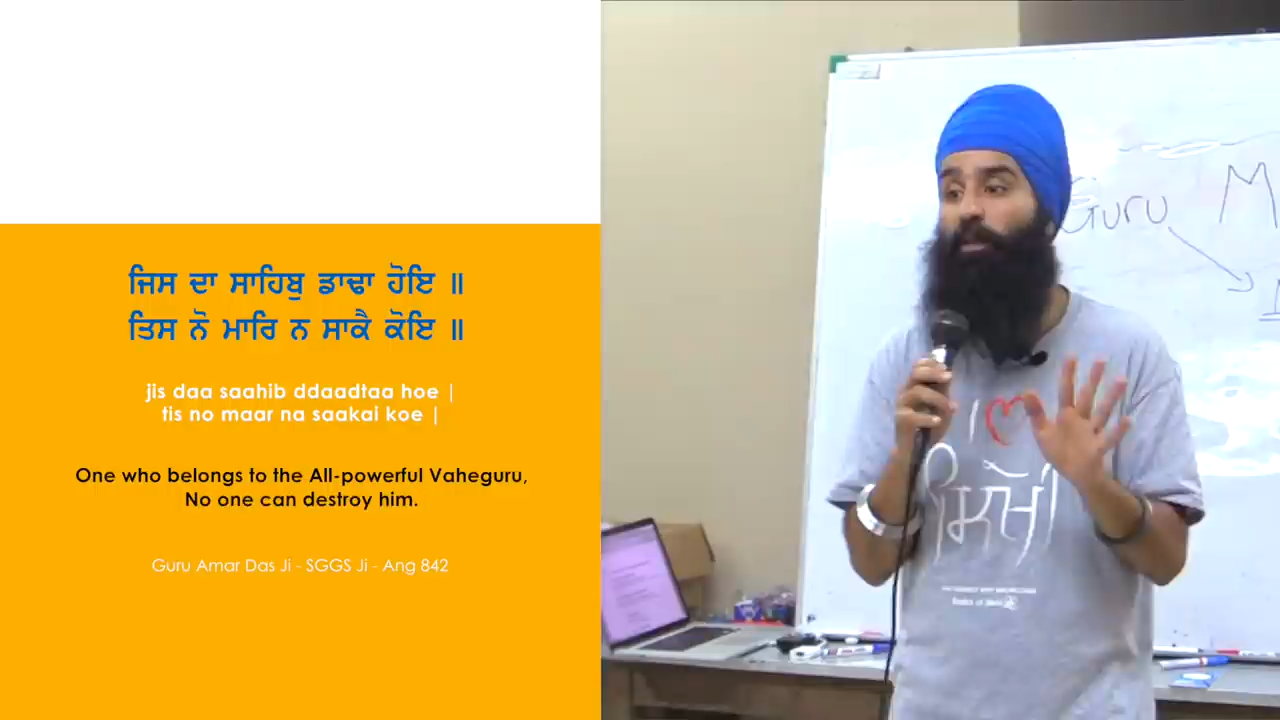 ਜਿਸ ਦਾ ਸਾਹਿਬੁ ਡਾਢਾ ਹੋਇ ॥
ਤਿਸ ਨੋ ਮਾਰਿ ਨ ਸਾਕੈ ਕੋਇ ॥
jis daa saahib ddaadtaa hoe |
tis no maar na saakai koe |
One who belongs to the All-powerful Vaheguru,
No one can destroy him.
Guru Amar Das Ji - SGGS Ji - Ang 842
Guru M
I
ਸਿੱਖੀ